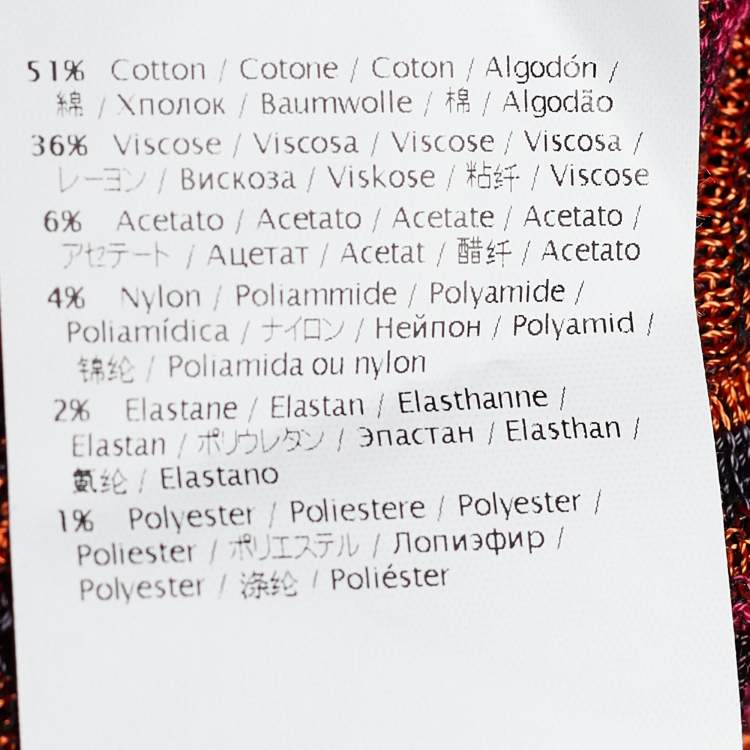 51% Cotton / Cotone / Coton / Algodón /
綿 / Хполок / Baumwolle / 棉 / Algodão
36% Viscose / Viscosa / Viscose / Viscosa /
レーヨン / Вискоза / Viskose / 粘纤 / Viscose
6% Acetato / Acetato / Acetate / Acetato /
アセテート / Ацетат / Acetat / 醋纤 / Acetato
4% Nylon / Poliammide / Polyamide /
Poliamídica / ナイロン / Нейпон / Polyamid /
锦纶 / Poliamida ou nylon
2% Elastane / Elastan / Elasthanne /
Elastan / ポリウレタン / Эпастан / Elasthan /
氨纶 / Elastano
1% Polyester / Poliestere / Polyester /
Poliester / ポリエステル / Лопиэфир /
Polyester / 涤纶 / Poliéster